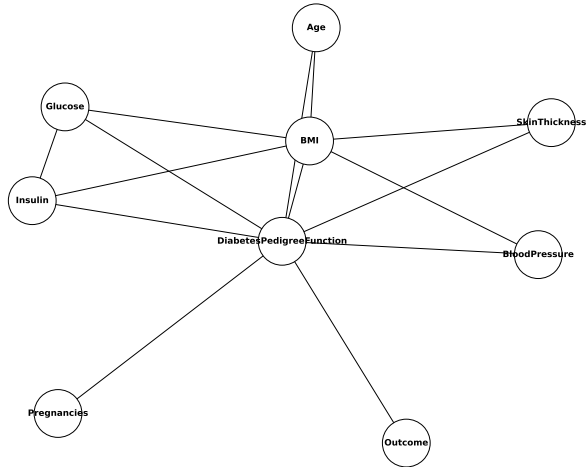 Age
Glucose
SkinThickness
BMI
Insulin
DiabetesPedigreeFunction
BloodPressure
Pregnancies
Outcome